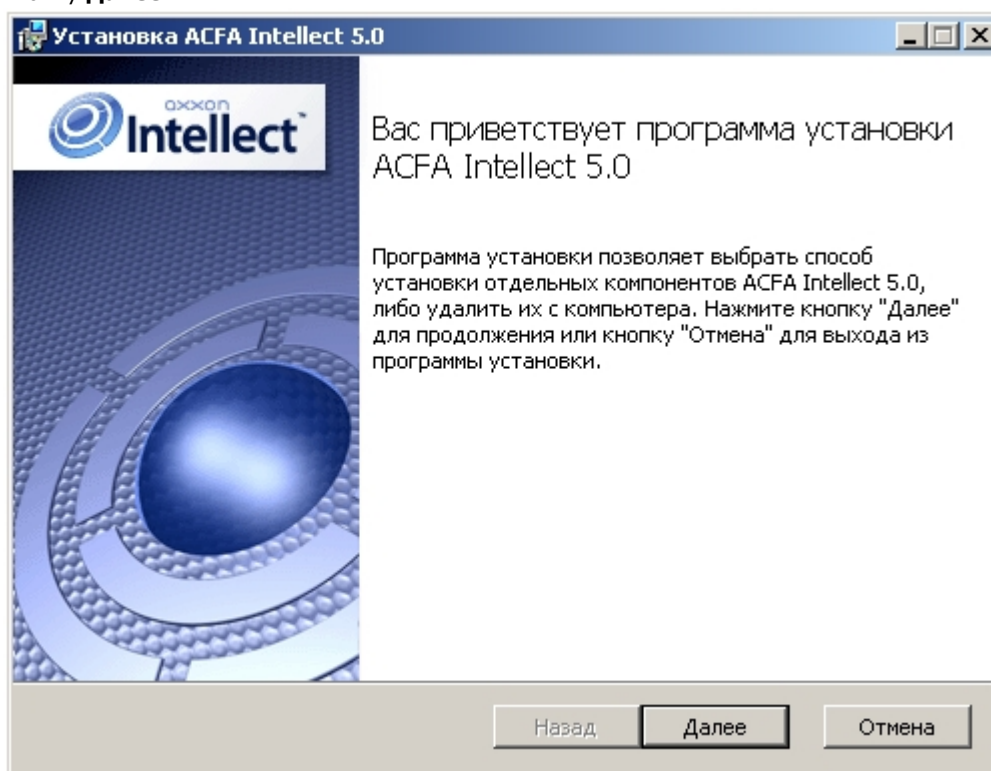 Установка ACFA Intellect 5.0
axxon
Intellect™
Вас приветствует программа установки
ACFA Intellect 5.0
Программа установки позволяет выбрать способ
установки отдельных компонентов ACFA Intellect 5.0,
либо удалить их с компьютера. Нажмите кнопку "Далее"
для продолжения или кнопку "Отмена" для выхода из
программы установки.
Назад Далее Отмена